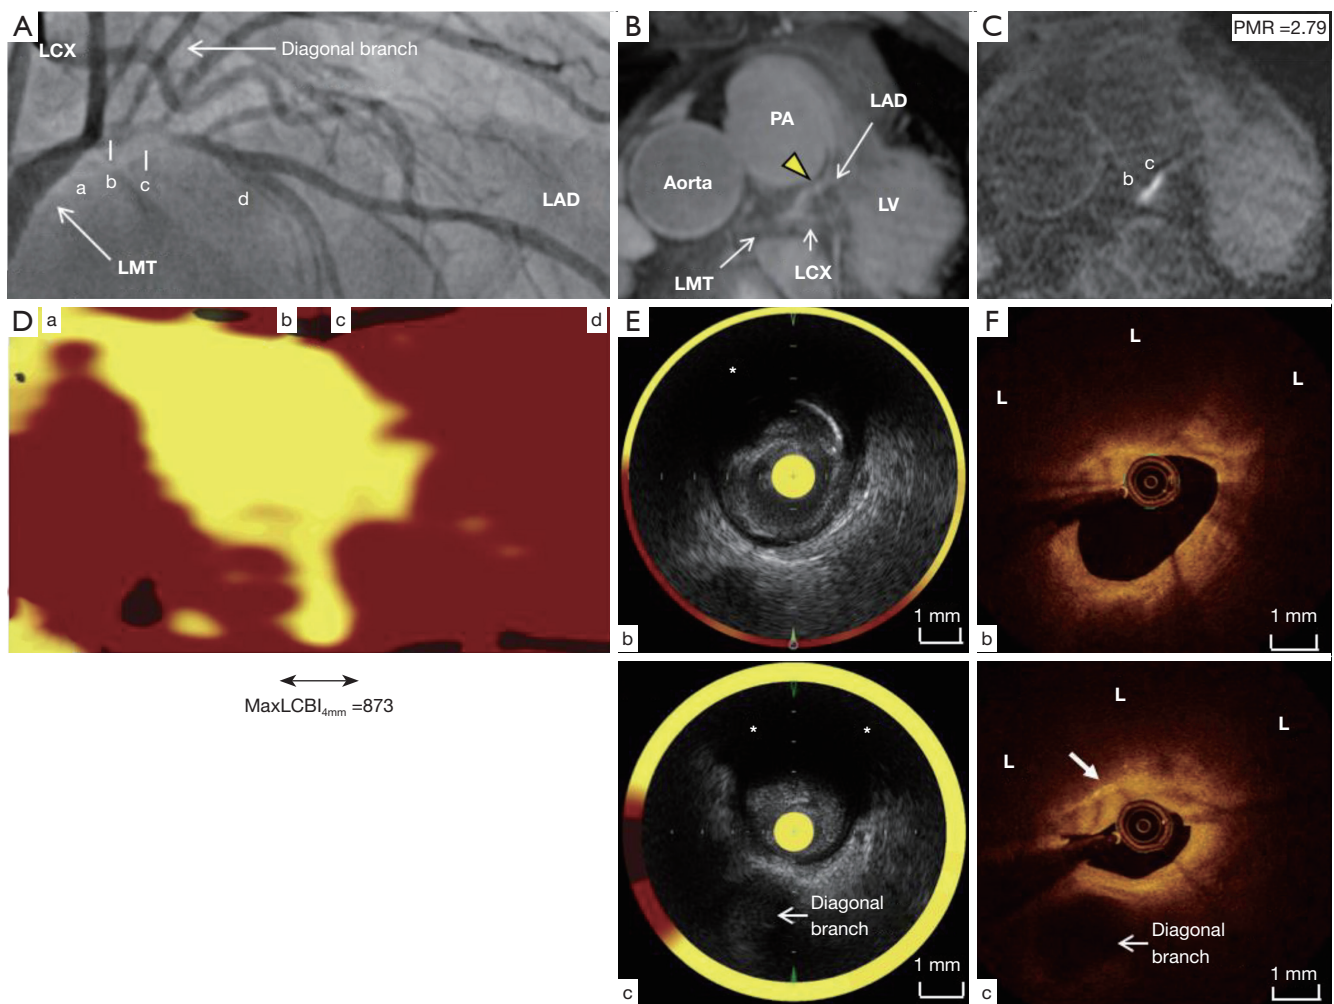 A
LCX
Diagonal branch
a
b
c
d
LAD
LMT
B
PA
LAD
Aorta
LV
LMT
LCX
C
PMR =2.79
c
b
D
a
b
c
d
MaxLCBI4mm =873
E
*
1 mm
b
F
L
L
L
1 mm
b
*
*
Diagonal
branch
1 mm
c
L
L
L
Diagonal
branch
1 mm
c